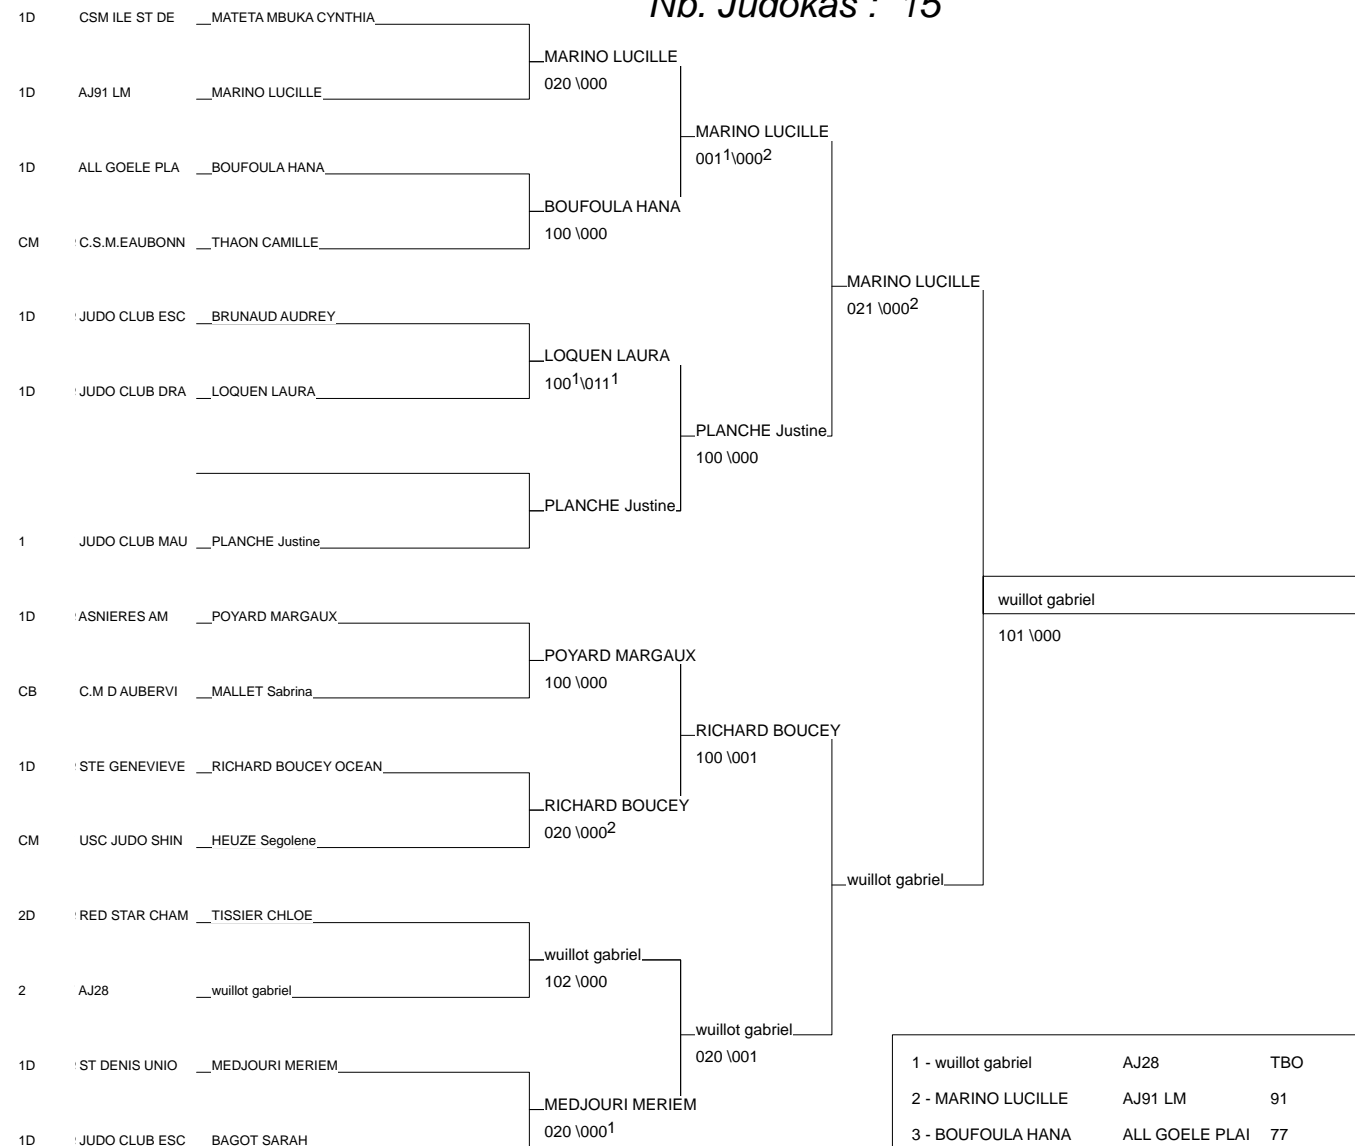 Nb. Judokas : 15
1D CSM ILE ST DE MATETA MBUKA CYNTHIA
MARINO LUCILLE
020 \000
1D AJ91 LM MARINO LUCILLE
MARINO LUCILLE
001¹\000²
1D ALL GOELE PLA BOUFOULA HANA
BOUFOULA HANA
100 \000
CM C.S.M.EAUBONN THAON CAMILLE
MARINO LUCILLE
021 \000²
1D JUDO CLUB ESC BRUNAUD AUDREY
LOQUEN LAURA
100¹\011¹
1D JUDO CLUB DRA LOQUEN LAURA
PLANCHE Justine
100 \000
PLANCHE Justine
1 JUDO CLUB MAU PLANCHE Justine
wuillot gabriel
101 \000
1D ASNIERES AM POYARD MARGAUX
POYARD MARGAUX
100 \000
CB C.M D AUBERVI MALLET Sabrina
RICHARD BOUCEY
100 \001
1D STE GENEVIEVE RICHARD BOUCEY OCEAN
RICHARD BOUCEY
020 \000²
CM USC JUDO SHIN HEUZE Segolene
wuillot gabriel
2D RED STAR CHAM TISSIER CHLOE
wuillot gabriel
102 \000
2 AJ28 wuillot gabriel
wuillot gabriel
020 \001
1D ST DENIS UNIO MEDJOURI MERIEM
MEDJOURI MERIEM
020 \000¹
1D JUDO CLUB ESC BAGOT SARAH
1 - wuillot gabriel AJ28 TBO
2 - MARINO LUCILLE AJ91 LM 91
3 - BOUFOULA HANA ALL GOELE PLAI 77